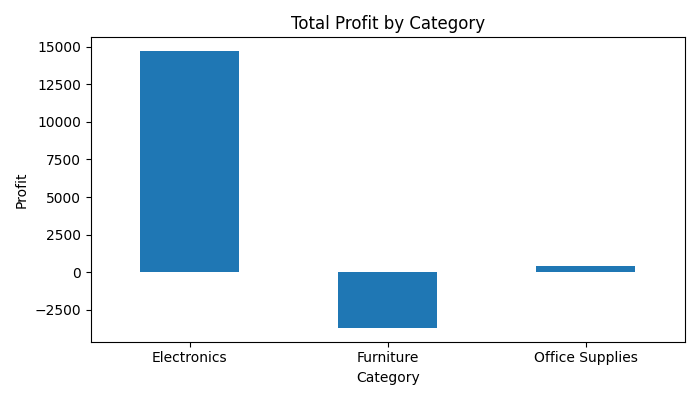 Total Profit by Category
15000
12500
10000
7500
5000
2500
0
−2500
Profit
Electronics Furniture Office Supplies
Category